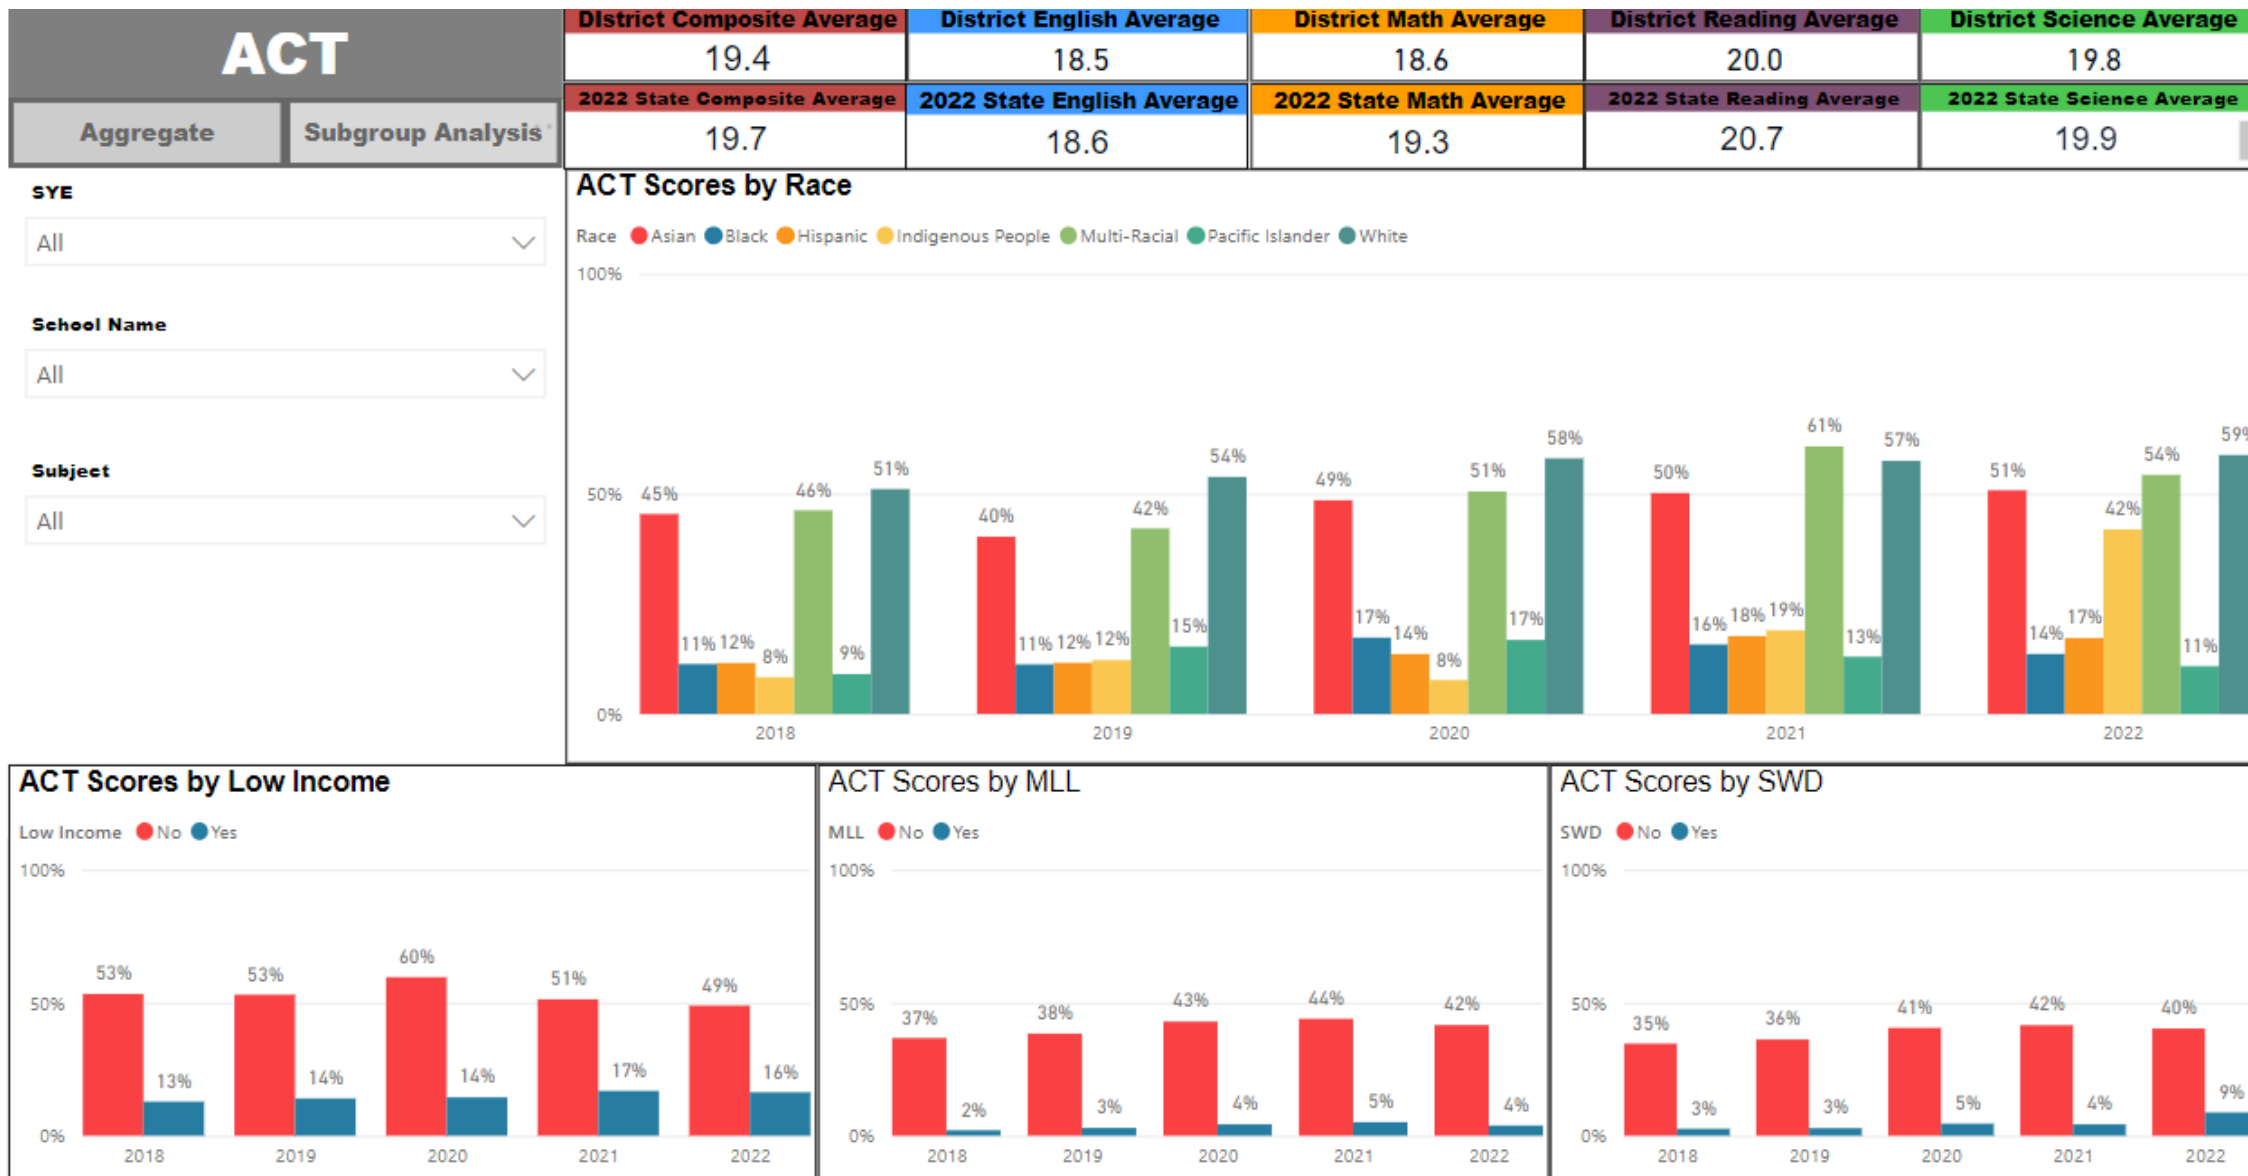 ACT
Aggregate
Subgroup Analysis
District Composite Average
19.4
District English Average
18.5
District Math Average
18.6
District Reading Average
20.0
District Science Average
19.8
2022 State Composite Average
19.7
2022 State English Average
18.6
2022 State Math Average
19.3
2022 State Reading Average
20.7
2022 State Science Average
19.9
SYE
All
School Name
All
Subject
All
ACT Scores by Race
Race Asian Black Hispanic Indigenous People Multi-Racial Pacific Islander White
100%
50%
0%
45% 11% 12% 8% 46% 9% 51%
40% 11% 12% 12% 42% 15% 54%
49% 17% 14% 8% 51% 17% 58%
50% 16% 18% 19% 61% 13% 57%
51% 14% 17% 42% 54% 11% 59%
2018 2019 2020 2021 2022
ACT Scores by Low Income
Low Income No Yes
100%
50%
0%
53% 13% 53% 14% 60% 14% 51% 17% 49% 16%
2018 2019 2020 2021 2022
ACT Scores by MLL
MLL No Yes
100%
50%
0%
37% 2% 38% 3% 43% 4% 44% 5% 42% 4%
2018 2019 2020 2021 2022
ACT Scores by SWD
SWD No Yes
100%
50%
0%
35% 3% 36% 3% 41% 5% 42% 4% 40% 9%
2018 2019 2020 2021 2022